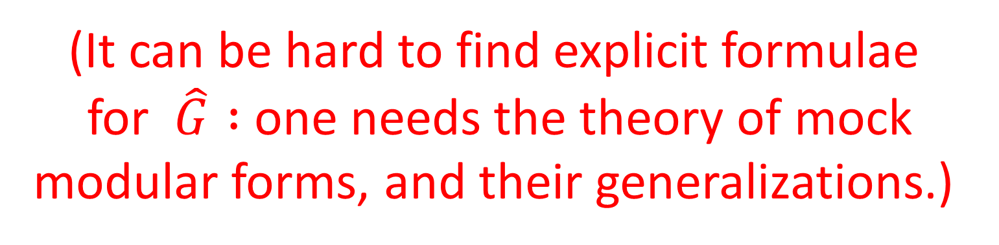 (It can be hard to find explicit formulae
for Ĝ : one needs the theory of mock
modular forms, and their generalizations.)